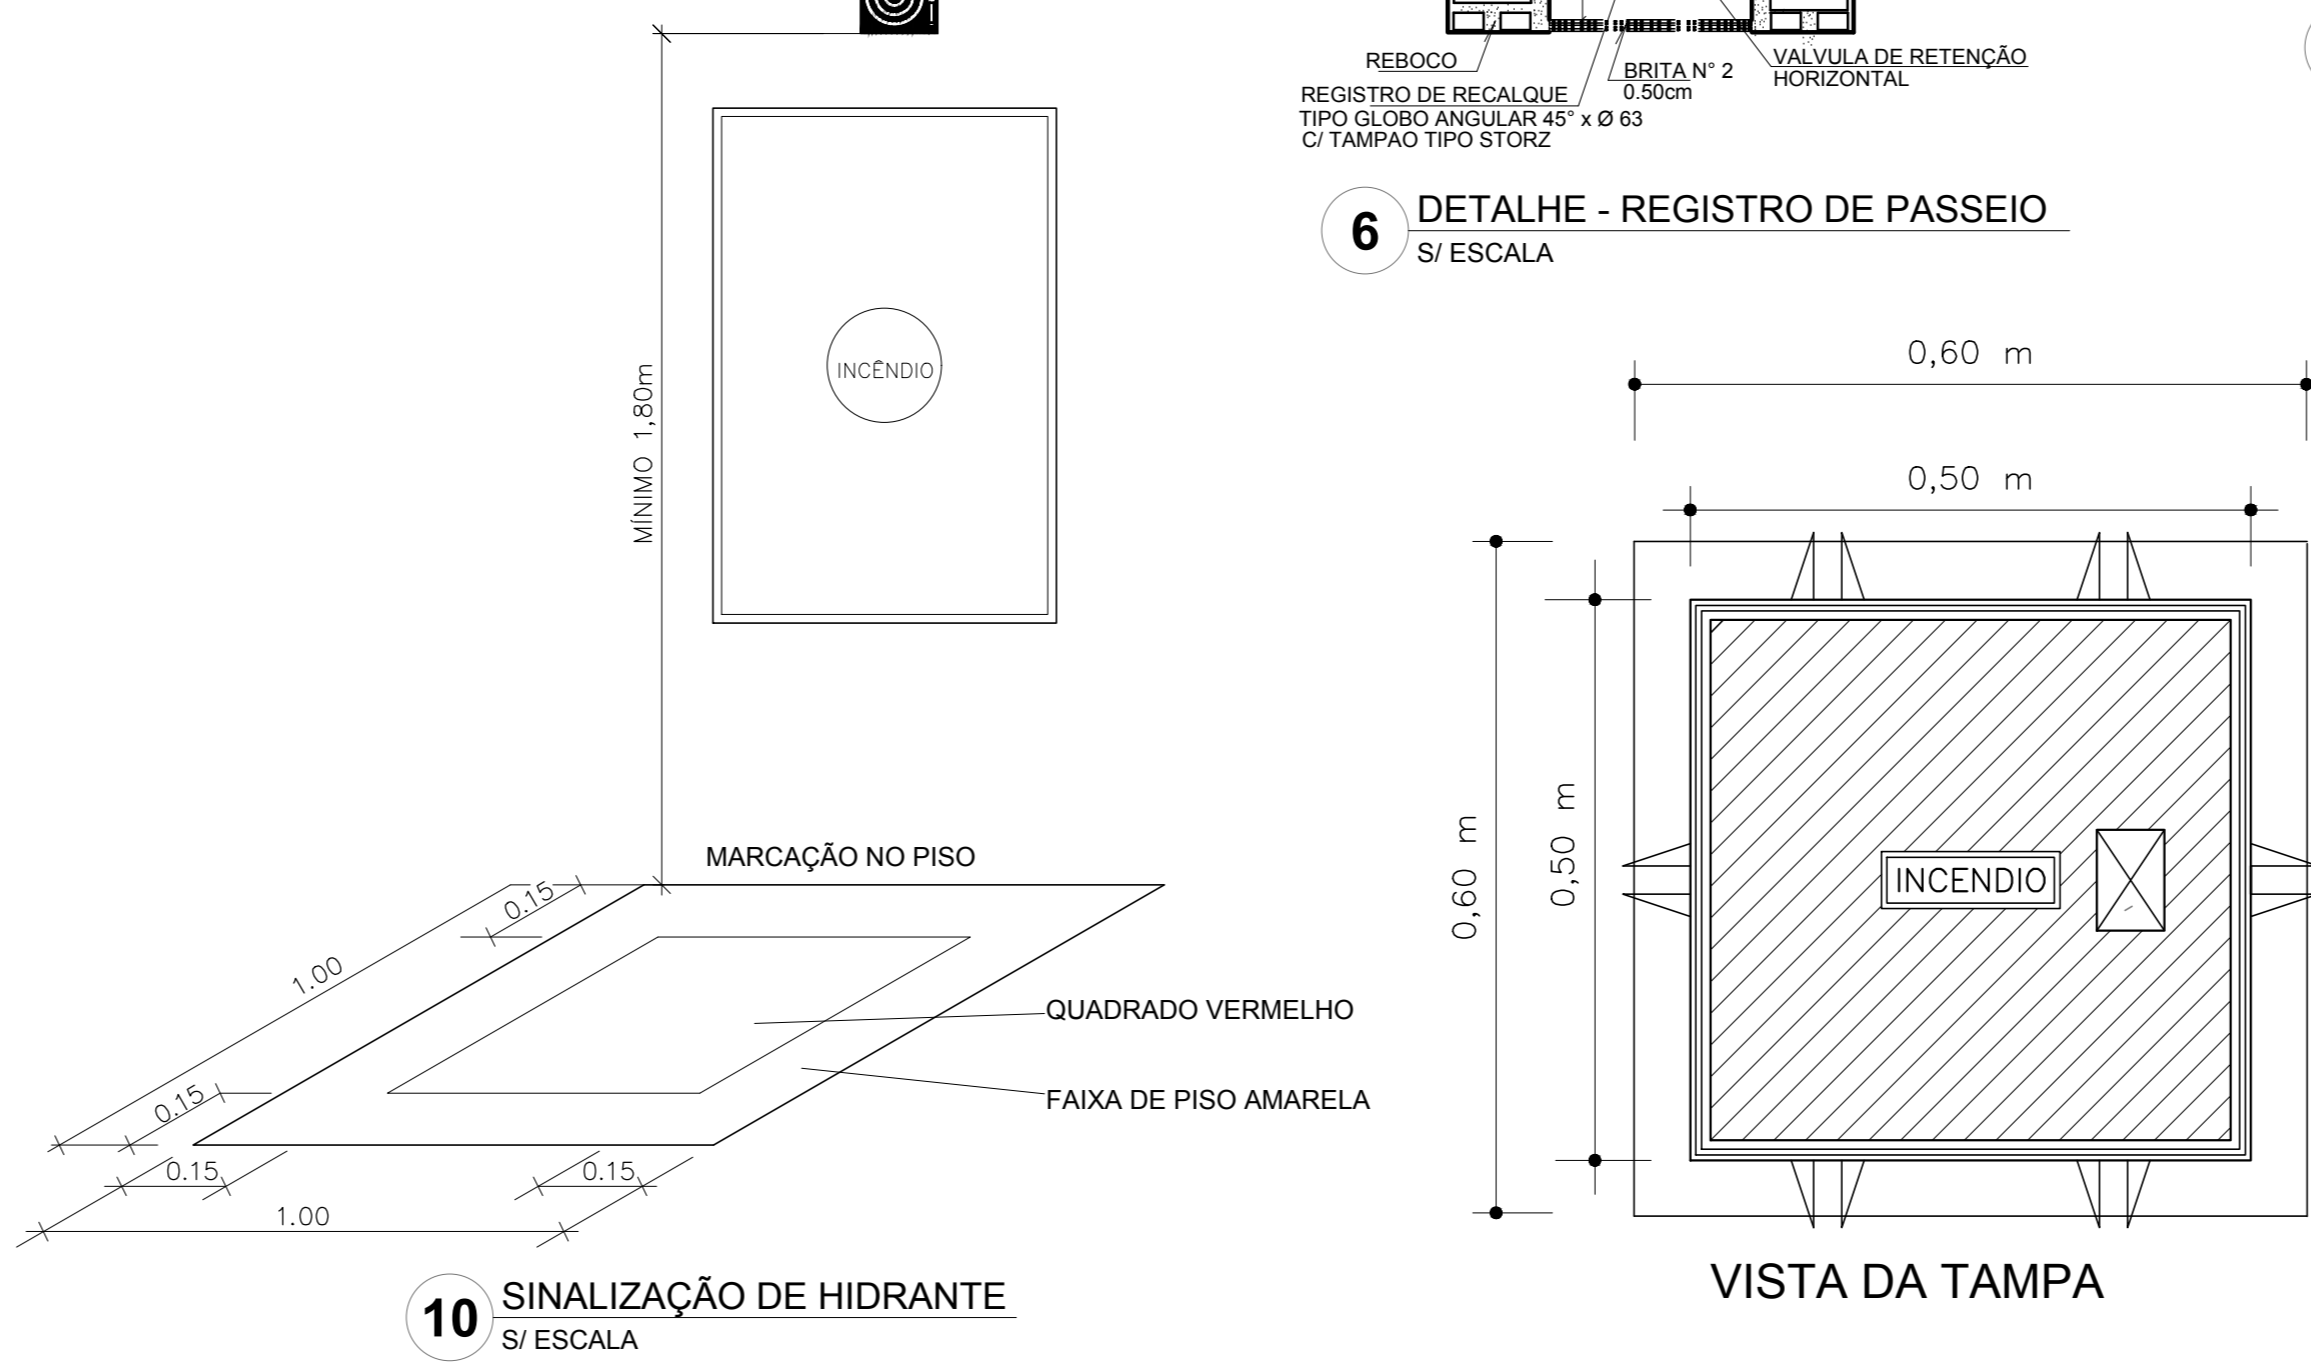 REBOCO
REGISTRO DE RECALQUE
TIPO GLOBO ANGULAR 45° x Ø 63
C/ TAMPAO TIPO STORZ
BRITA N° 2
0.50cm
VALVULA DE RETENÇÃO
HORIZONTAL
6
DETALHE - REGISTRO DE PASSEIO
S/ ESCALA
MÍNIMO 1,80m
INCÊNDIO
MARCAÇÃO NO PISO
0.15
1.00
0.15
0.15
0.15
1.00
QUADRADO VERMELHO
FAIXA DE PISO AMARELA
10
SINALIZAÇÃO DE HIDRANTE
S/ ESCALA
0,60 m
0,50 m
0,60 m
0,50 m
INCENDIO
VISTA DA TAMPA